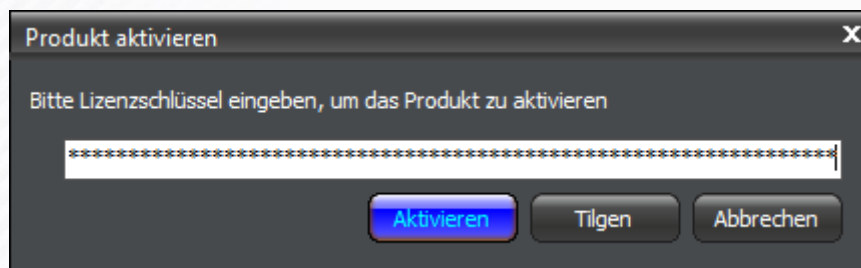 Produkt aktivieren X
Bitte Lizenzschlüssel eingeben, um das Produkt zu aktivieren
****************************************************************
Aktivieren Tilgen Abbrechen